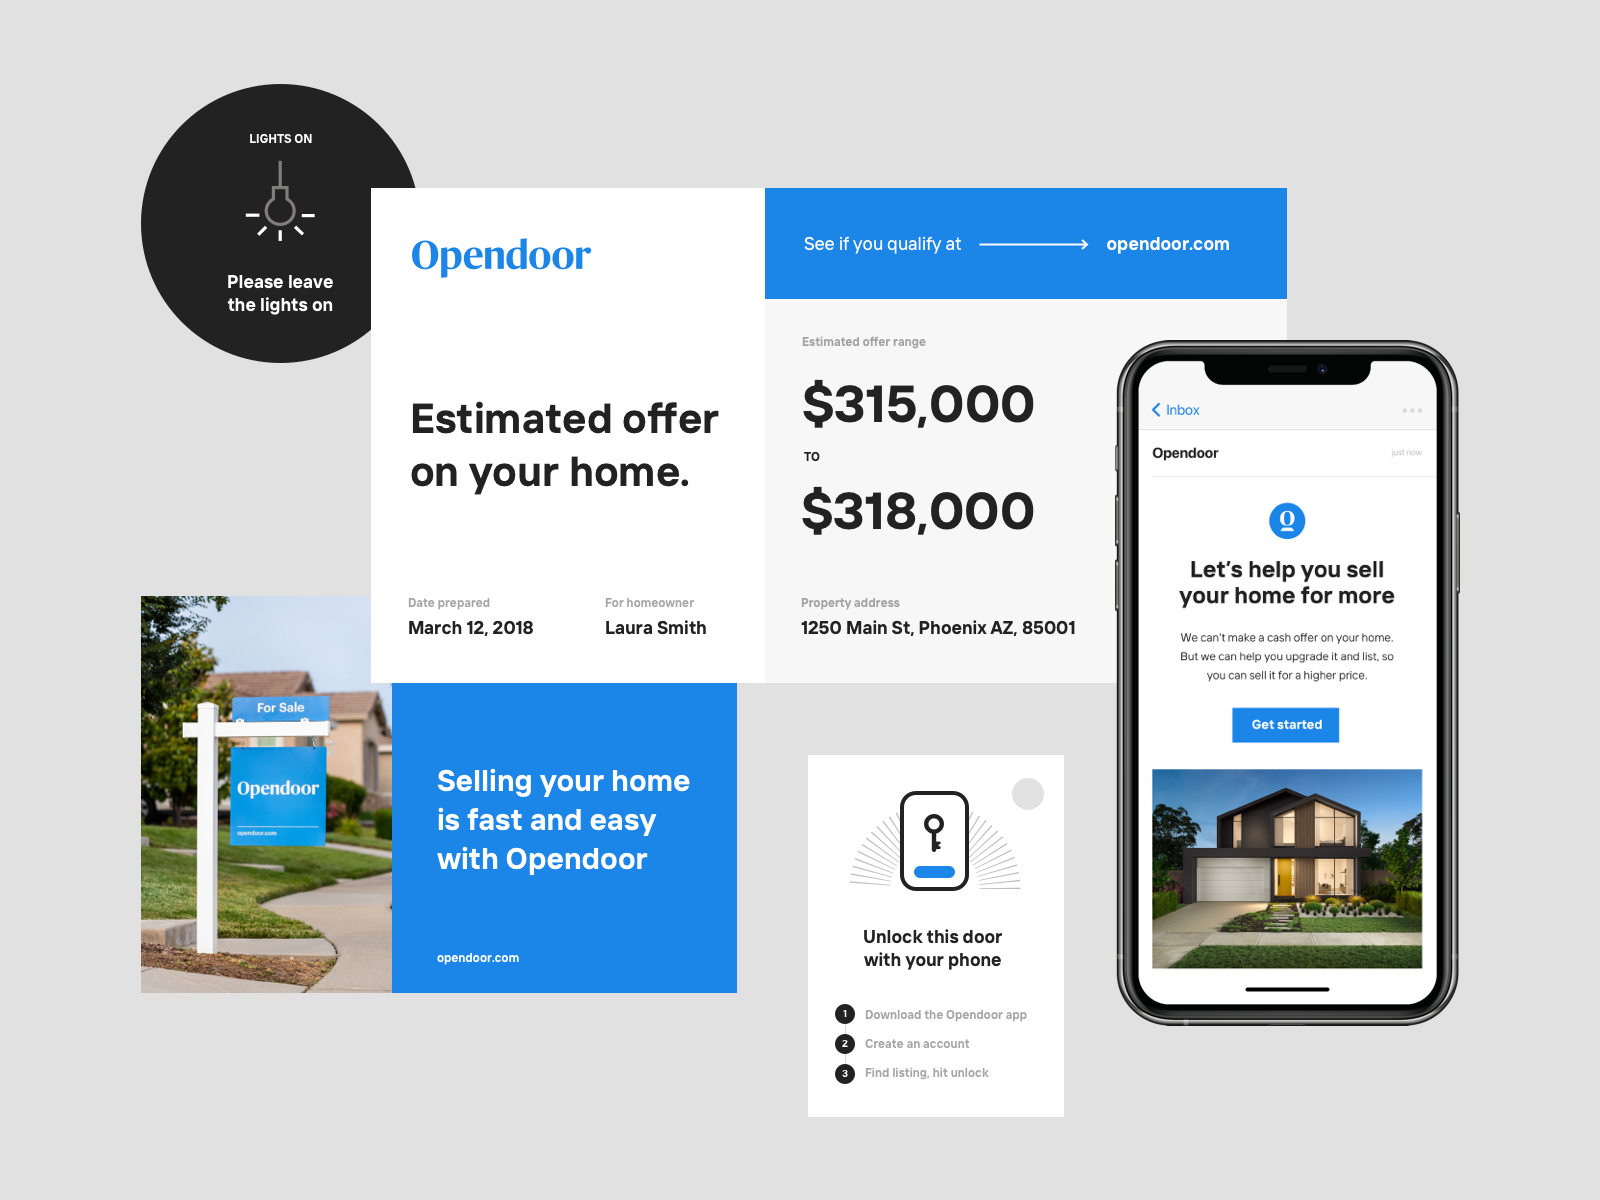 LIGHTS ON
Please leave
the lights on
Opendoor
Estimated offer
on your home.
Date prepared
March 12, 2018
For homeowner
Laura Smith
See if you qualify at
opendoor.com
Estimated offer range
$315,000
TO
$318,000
Property address
1250 Main St, Phoenix AZ, 85001
For Sale
Opendoor
opendoor.com
Selling your home
is fast and easy
with Opendoor
opendoor.com
Unlock this door
with your phone
1 Download the Opendoor app
2 Create an account
3 Find listing, hit unlock
Inbox
Opendoor
just now
Let's help you sell
your home for more
We can't make a cash offer on your home.
But we can help you upgrade it and list, so
you can sell it for a higher price.
Get started